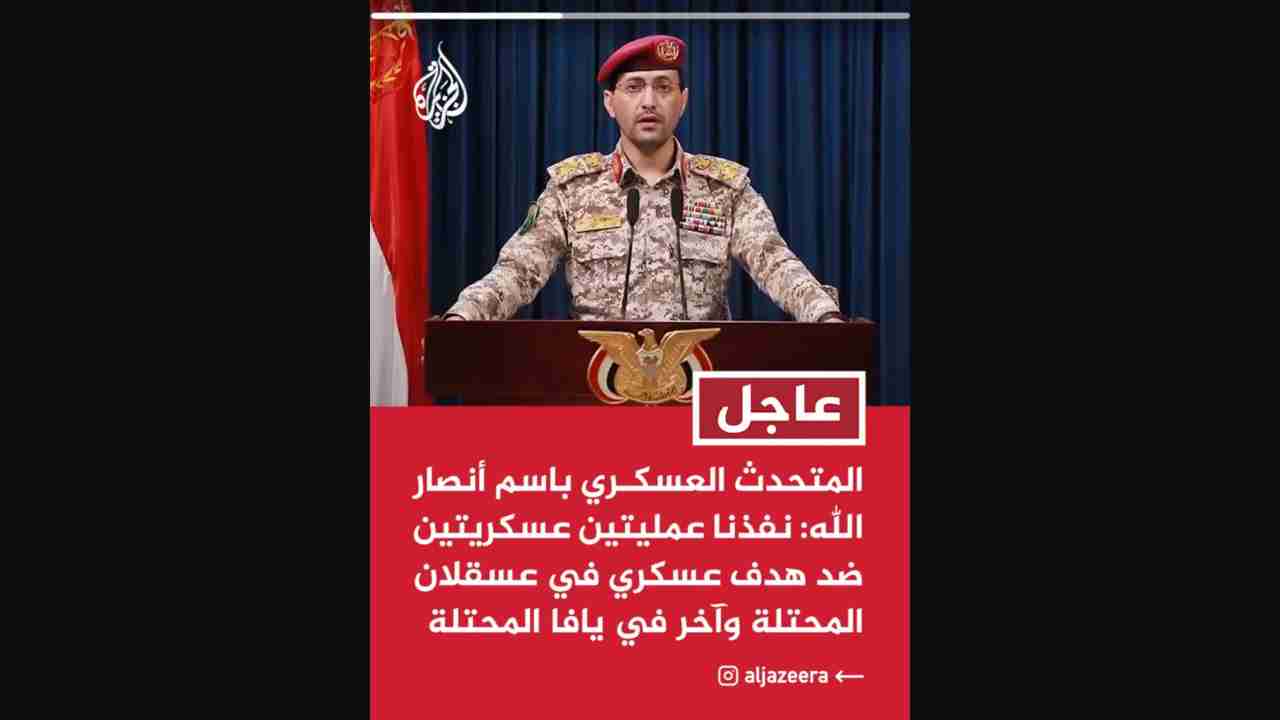 الجزيرة
عاجل
المتحدث العسكري باسم أنصار
الله: نفذنا عمليتين عسكريتين
ضد هدف عسكري في عسقلان
المحتلة وآخر في يافا المحتلة
aljazeera